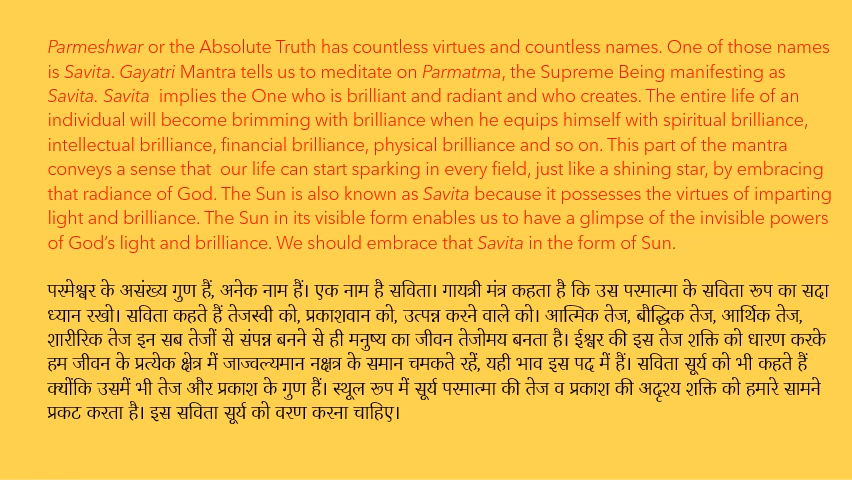 Parmeshwar or the Absolute Truth has countless virtues and countless names. One of those names
is Savita. Gayatri Mantra tells us to meditate on Parmatma, the Supreme Being manifesting as
Savita. Savita  implies the One who is brilliant and radiant and who creates. The entire life of an
individual will become brimming with brilliance when he equips himself with spiritual brilliance,
intellectual brilliance, financial brilliance, physical brilliance and so on. This part of the mantra
conveys a sense that  our life can start sparking in every field, just like a shining star, by embracing
that radiance of God. The Sun is also known as Savita because it possesses the virtues of imparting
light and brilliance. The Sun in its visible form enables us to have a glimpse of the invisible powers
of God’s light and brilliance. We should embrace that Savita in the form of Sun.
परमेश्वर के असंख्य गुण हैं, अनेक नाम हैं। एक नाम है सविता। गायत्री मंत्र कहता है कि उस परमात्मा के सविता रूप का सदा
ध्यान रखो। सविता कहते हैं तेजस्वी को, प्रकाशवान को, उत्पन्न करने वाले को। आत्मिक तेज, बौद्धिक तेज, आर्थिक तेज,
शारीरिक तेज इन सब तेजों से संपन्न बनने से ही मनुष्य का जीवन तेजोमय बनता है। ईश्वर की इस तेज शक्ति को धारण करके
हम जीवन के प्रत्येक क्षेत्र में जाज्वल्यमान नक्षत्र के समान चमकते रहें, यही भाव इस पद में हैं। सविता सूर्य को भी कहते हैं
क्योंकि उसमें भी तेज और प्रकाश के गुण हैं। स्थूल रूप में सूर्य परमात्मा की तेज व प्रकाश की अदृश्य शक्ति को हमारे सामने
प्रकट करता है। इस सविता सूर्य को वरण करना चाहिए।